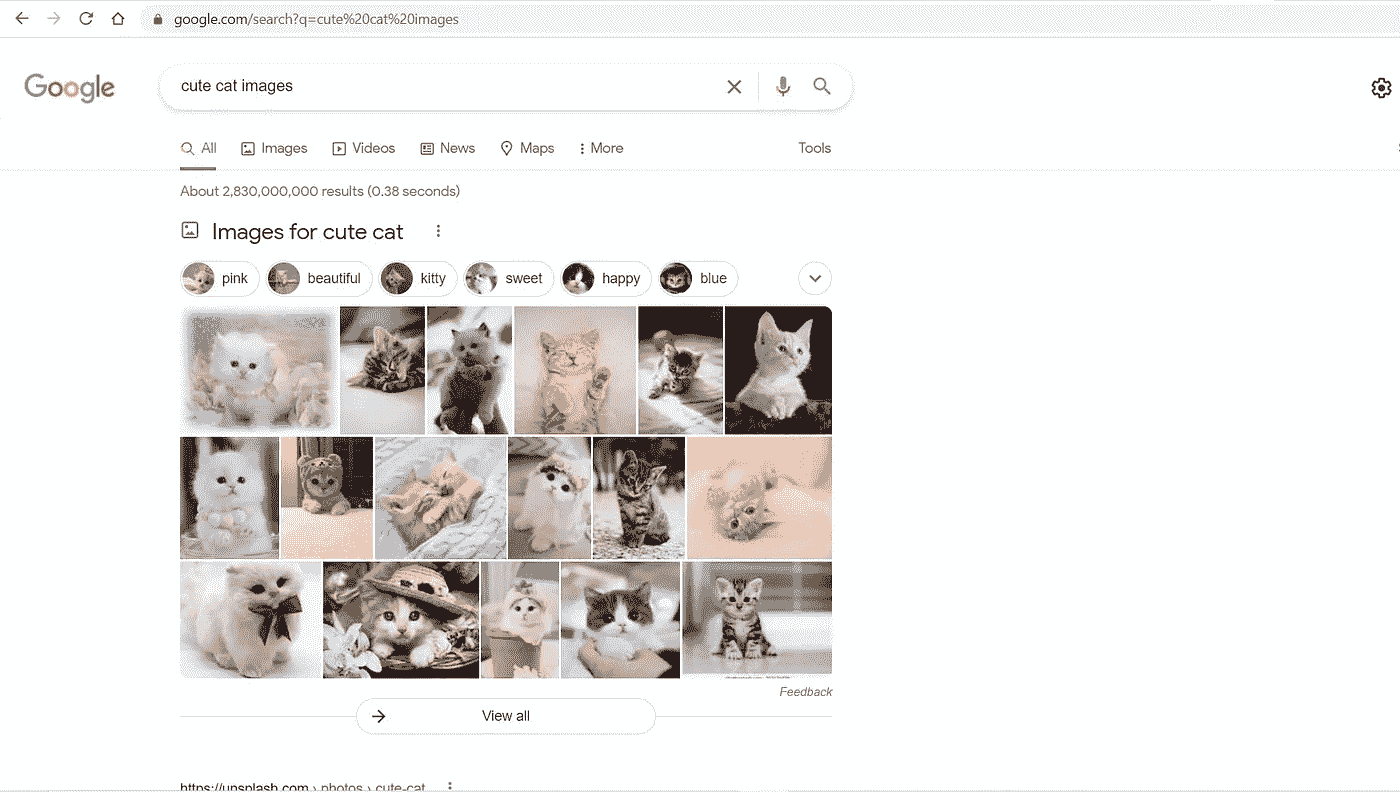 google.com/search?q=cute%20cat%20images
Google
cute cat images
All Images Videos News Maps More Tools
About 2,830,000,000 results (0.38 seconds)
Images for cute cat
pink beautiful kitty sweet happy blue
Feedback
View all
https://unsplash.com › photos › cute-cat